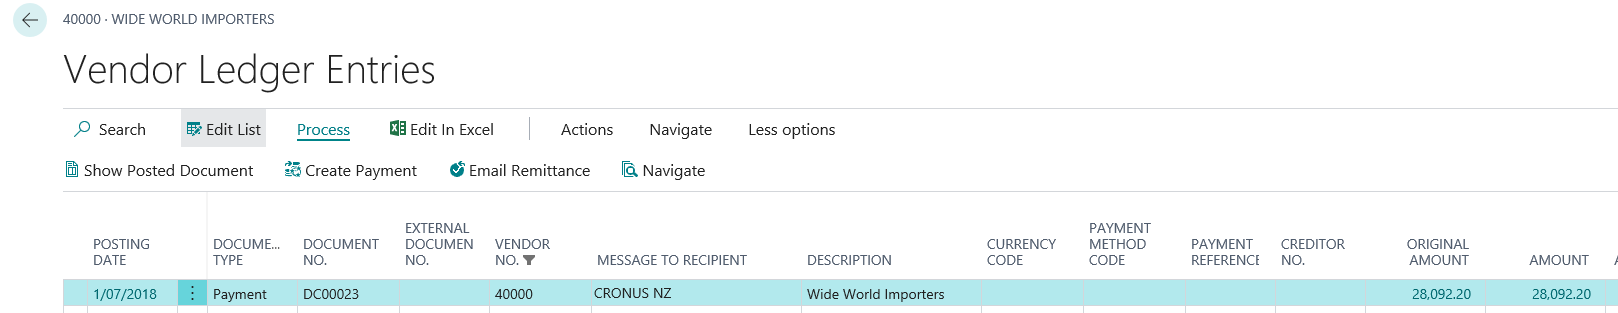 40000 · WIDE WORLD IMPORTERS
Vendor Ledger Entries
Search Edit List Process Edit In Excel Actions Navigate Less options
Show Posted Document Create Payment Email Remittance Navigate
POSTING DATE DOCUME... TYPE DOCUMENT NO. EXTERNAL DOCUMEN NO. VENDOR NO. MESSAGE TO RECIPIENT DESCRIPTION CURRENCY CODE PAYMENT METHOD CODE PAYMENT REFERENCE CREDITOR NO. ORIGINAL AMOUNT AMOUNT
1/07/2018 Payment DC00023 40000 CRONUS NZ Wide World Importers 28,092.20 28,092.20